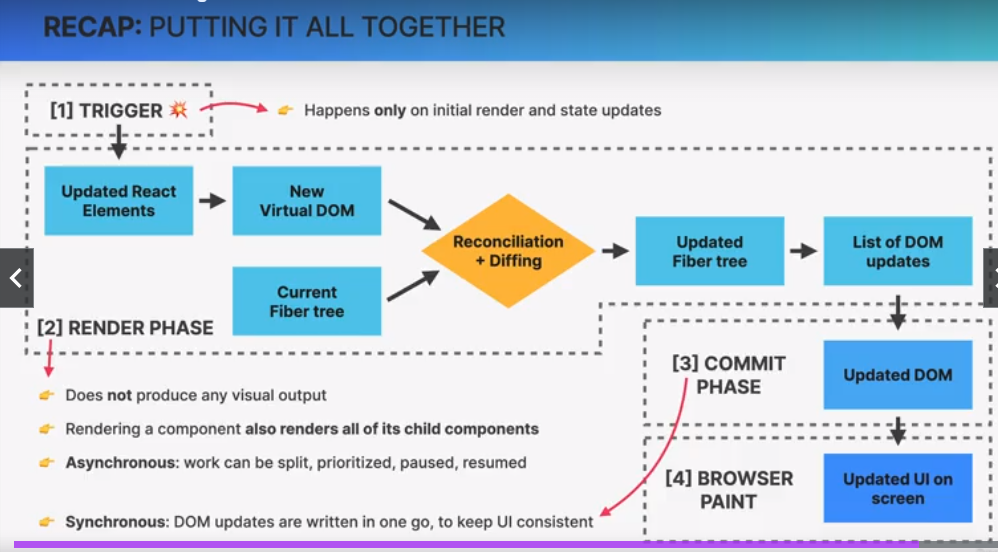 RECAP: PUTTING IT ALL TOGETHER
[1] TRIGGER 💥
👉 Happens only on initial render and state updates
Updated React
Elements
New
Virtual DOM
Current
Fiber tree
Reconciliation
+ Diffing
Updated
Fiber tree
List of DOM
updates
[2] RENDER PHASE
👉 Does not produce any visual output
👉 Rendering a component also renders all of its child components
👉 Asynchronous: work can be split, prioritized, paused, resumed
[3] COMMIT
PHASE
Updated DOM
👉 Synchronous: DOM updates are written in one go, to keep UI consistent
[4] BROWSER
PAINT
Updated UI on
screen